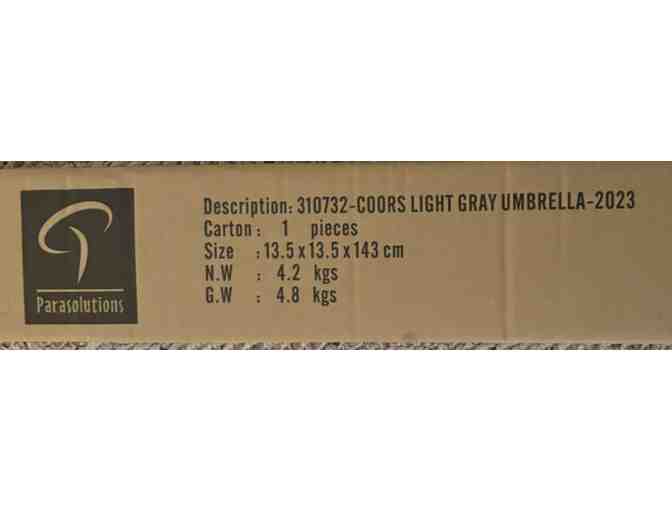 Parasolutions
Description: 310732-COORS LIGHT GRAY UMBRELLA-2023
Carton : 1 pieces
Size : 13.5 x 13.5 x 143 cm
N.W : 4.2 kgs
G.W : 4.8 kgs